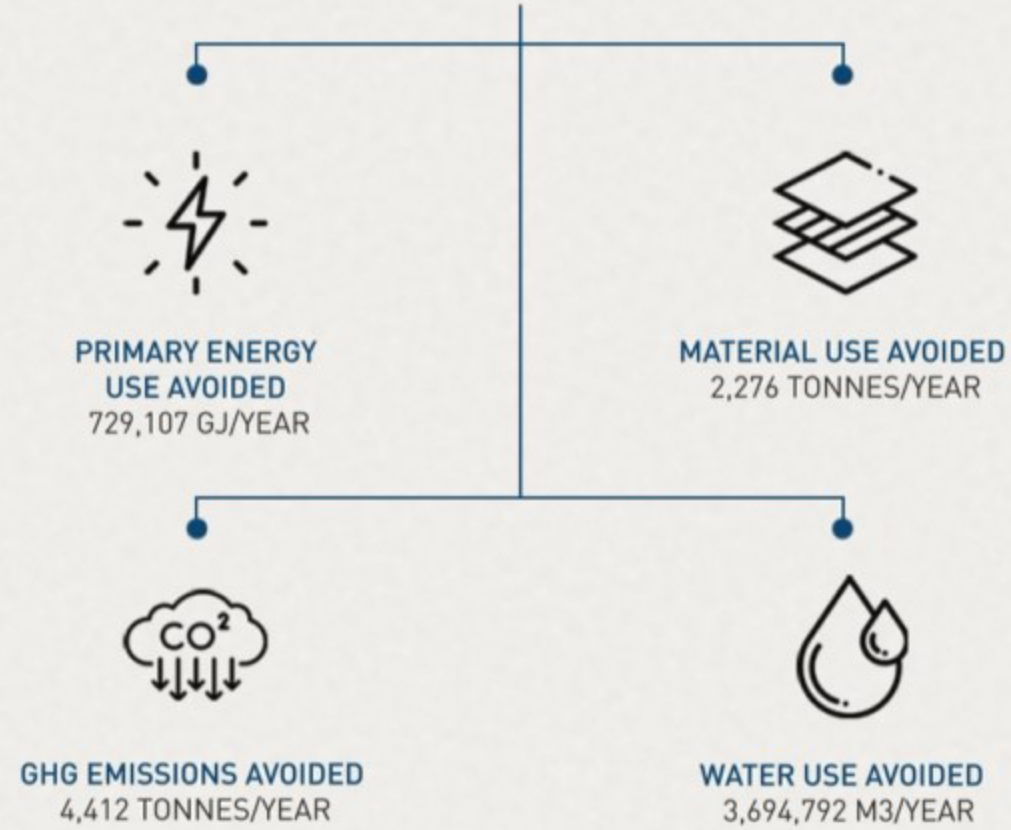 PRIMARY ENERGY
USE AVOIDED
729,107 GJ/YEAR
MATERIAL USE AVOIDED
2,276 TONNES/YEAR
CO²
GHG EMISSIONS AVOIDED
4,412 TONNES/YEAR
WATER USE AVOIDED
3,694,792 M3/YEAR